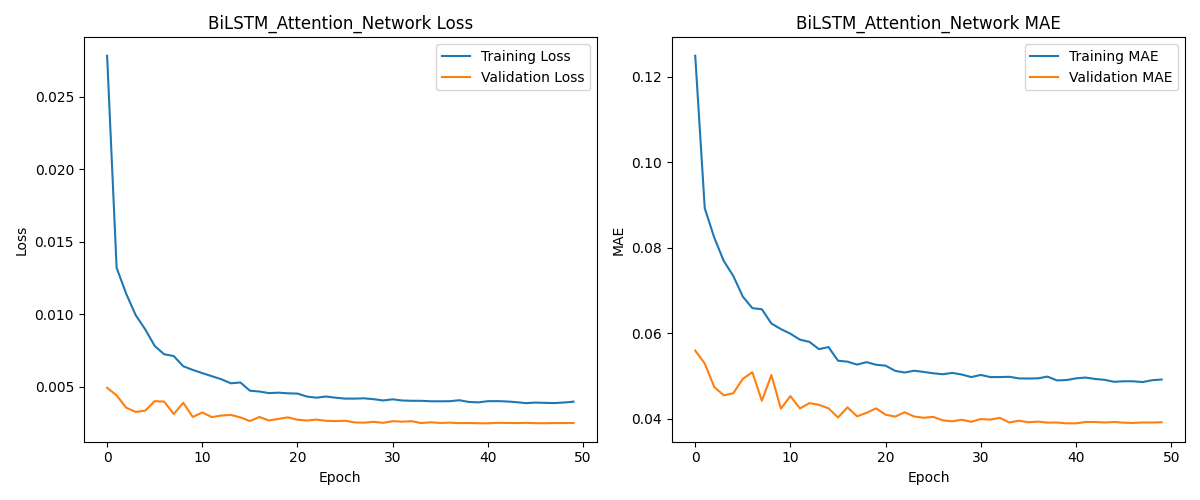 BiLSTM_Attention_Network Loss
Training Loss
Validation Loss
0.025
0.020
0.015
0.010
0.005
Loss
0 10 20 30 40 50
Epoch
BiLSTM_Attention_Network MAE
Training MAE
Validation MAE
0.12
0.10
0.08
0.06
0.04
MAE
0 10 20 30 40 50
Epoch